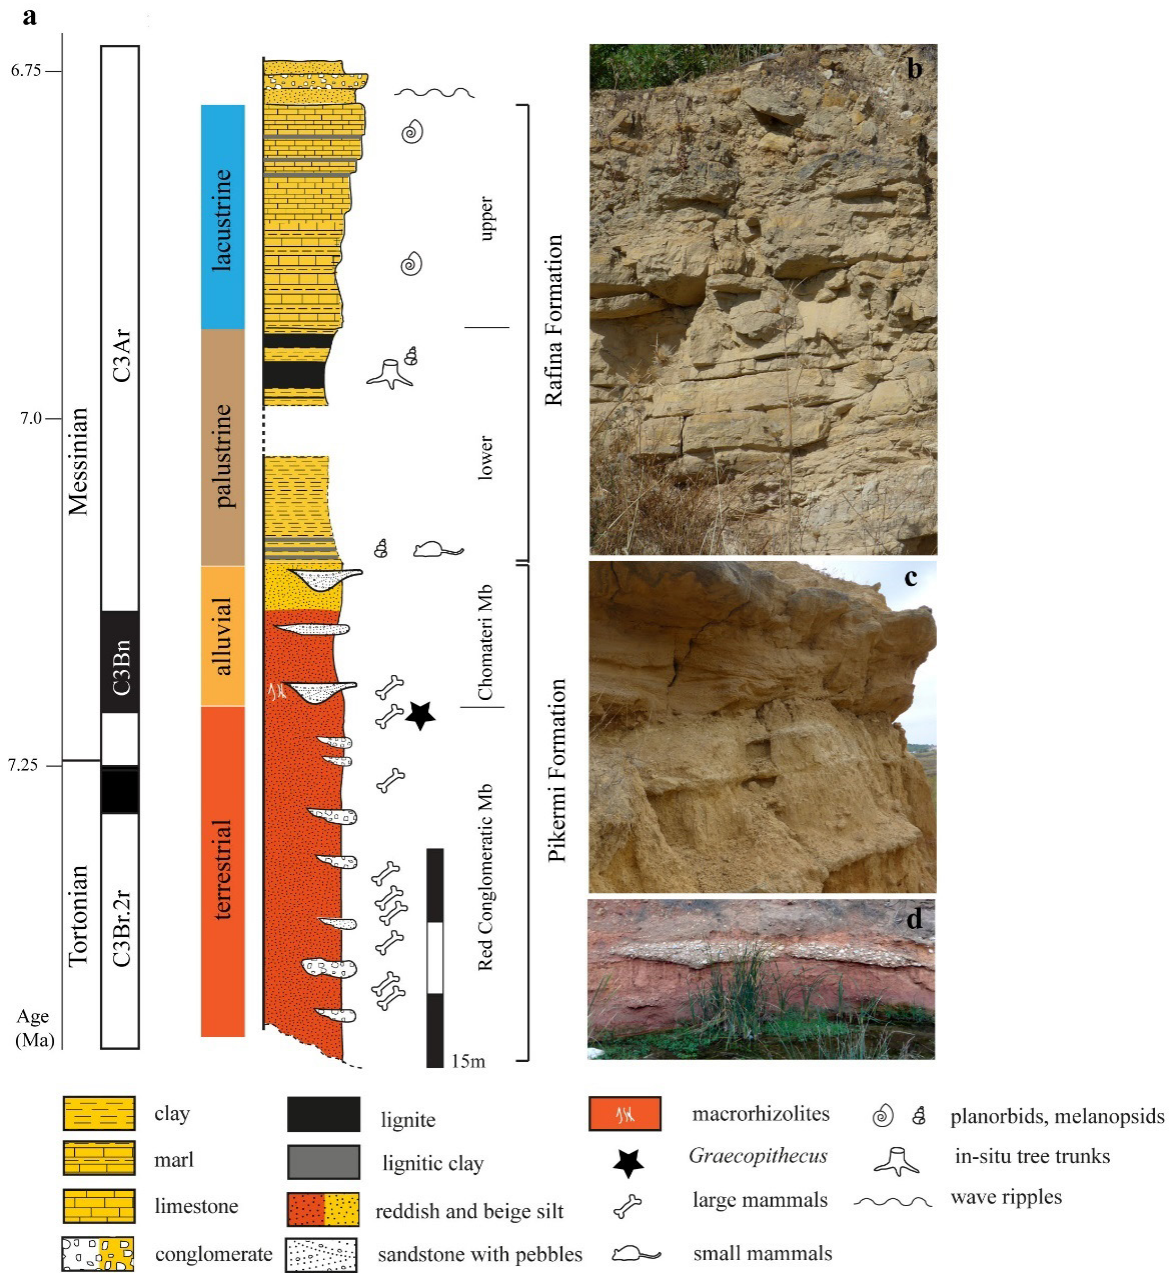 a
6.75
7.0
7.25
Age
(Ma)
Messinian
Tortonian
C3Ar
C3Bn
C3Br.2r
lacustrine
palustrine
alluvial
terrestrial
upper
lower
Chomateri Mb
Red Conglomeratic Mb
15m
Rafina Formation
Pikermi Formation
b
c
d
clay
marl
limestone
conglomerate
lignite
lignitic clay
reddish and beige silt
sandstone with pebbles
macrorhizolites
Graecopithecus
large mammals
small mammals
planorbids, melanopsids
in-situ tree trunks
wave ripples